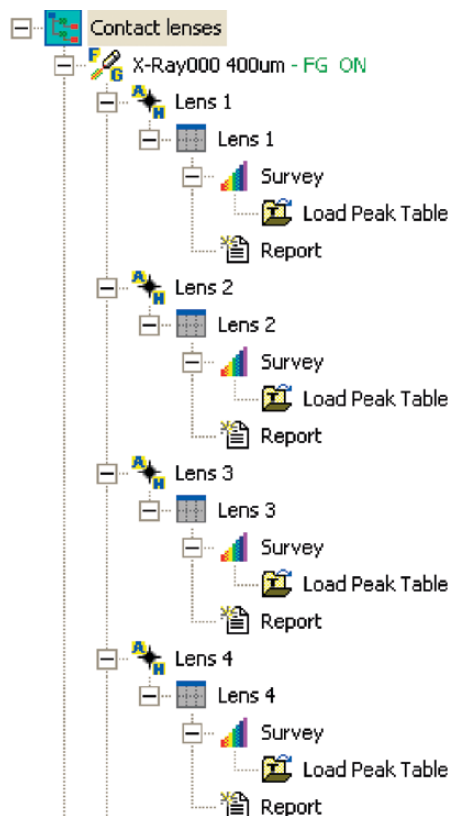 Contact lenses
F G X-Ray000 400um - FG ON
A H Lens 1
Lens 1
Survey
T Load Peak Table
Report
A H Lens 2
Lens 2
Survey
T Load Peak Table
Report
A H Lens 3
Lens 3
Survey
T Load Peak Table
Report
A H Lens 4
Lens 4
Survey
T Load Peak Table
Report